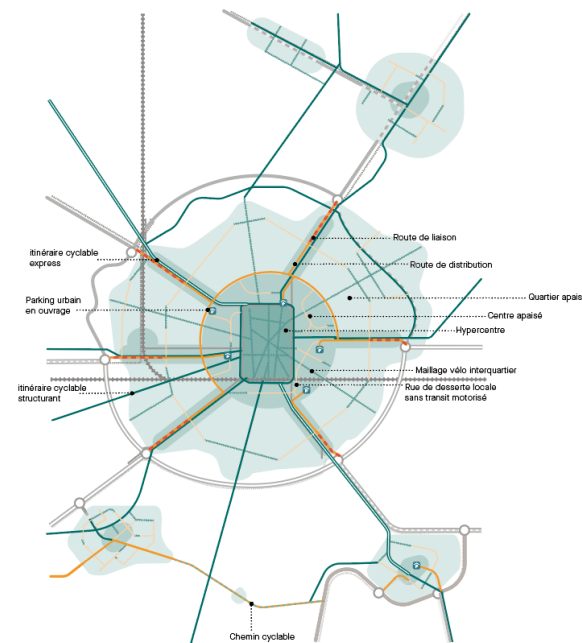 Route de liaison
itinéraire cyclable
express
Route de distribution
Quartier apais
Parking urbain
en ouvrage
Centre apaisé
Hypercentre
Maillage vélo interquartier
itinéraire cyclable
structurant
Rue de desserte locale
sans transit motorisé
Chemin cyclable
P
P
P
P
P
P